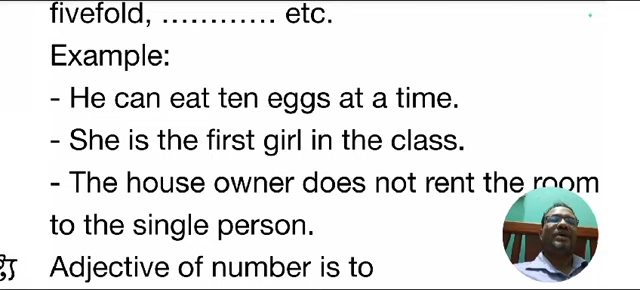 fivefold, ………… etc.
Example:
- He can eat ten eggs at a time.
- She is the first girl in the class.
- The house owner does not rent the room
to the single person.
Adjective of number is to